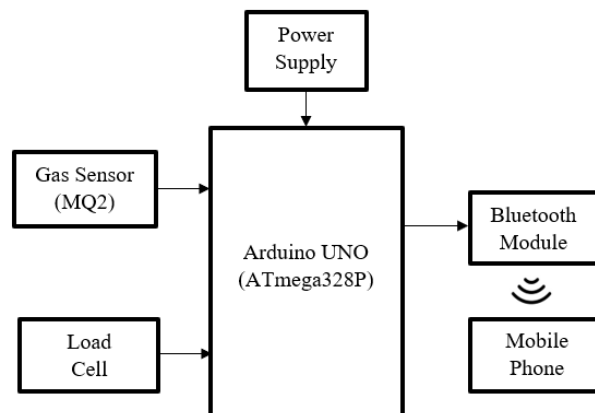 Power
Supply
Gas Sensor
(MQ2)
Arduino UNO
(ATmega328P)
Bluetooth
Module
Load
Cell
Mobile
Phone